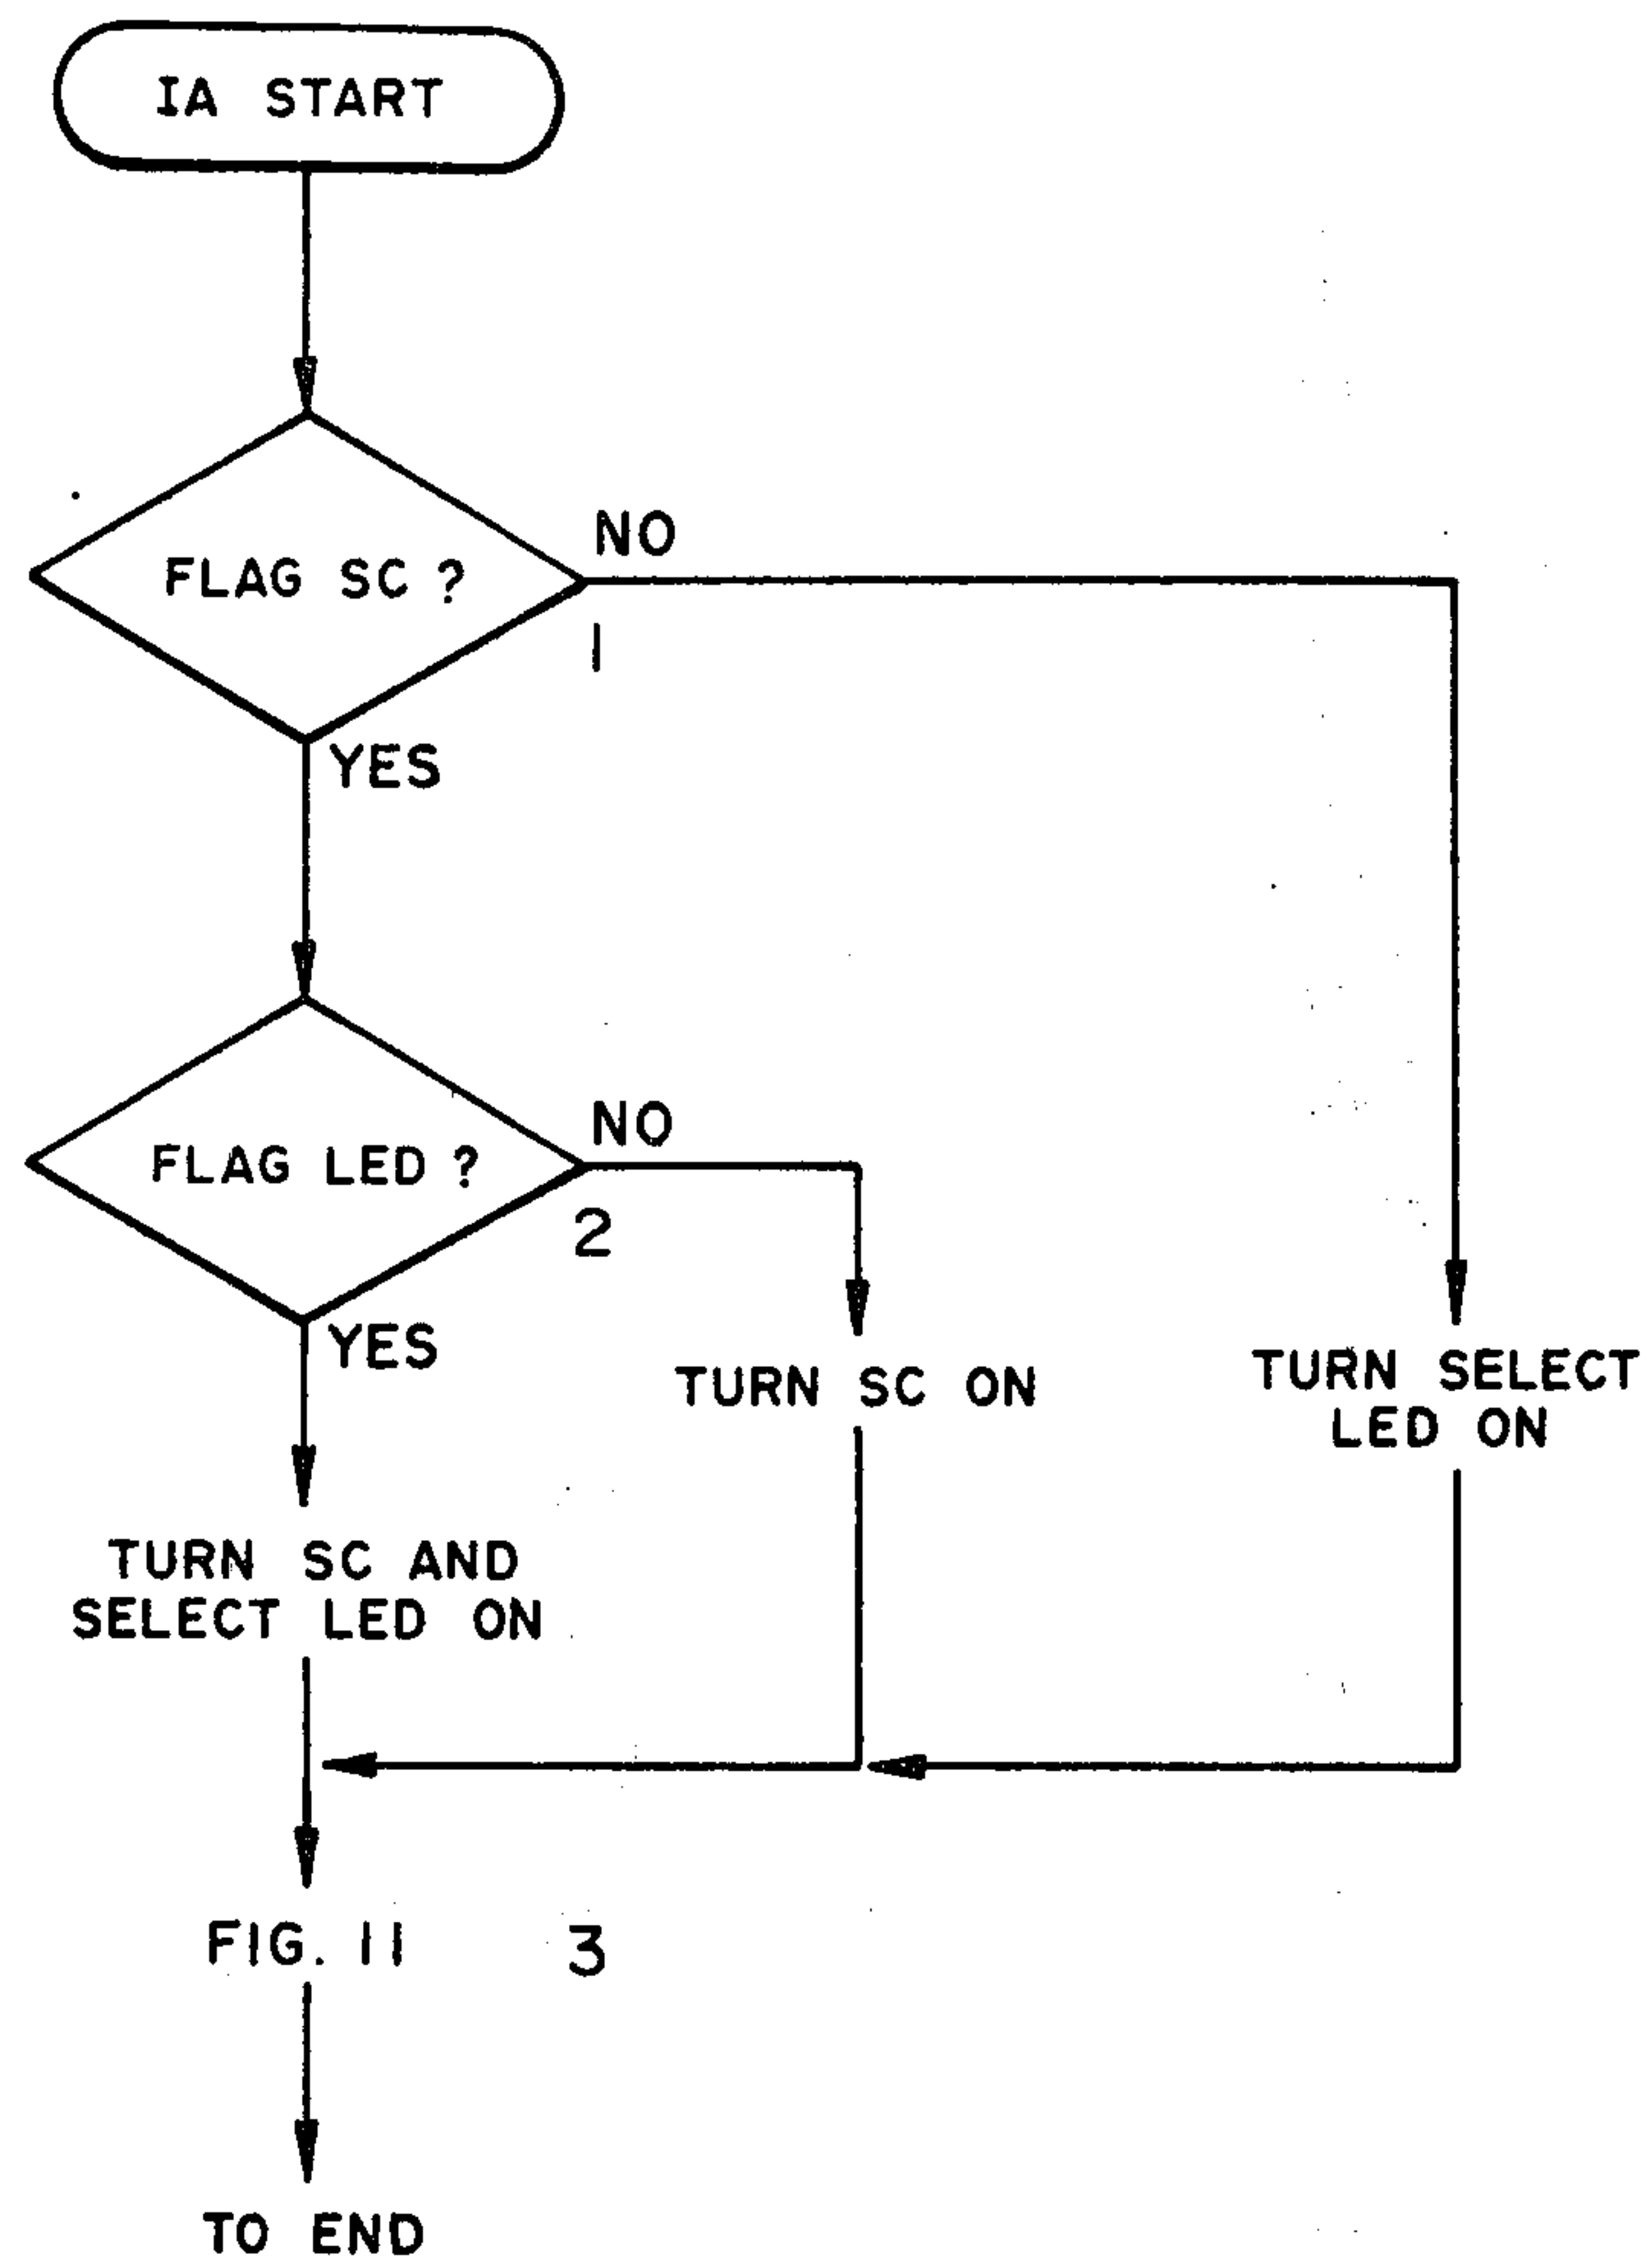 IA START
FLAG SC ?
NO
1
YES
FLAG LED ?
NO
2
YES
TURN SC ON
TURN SELECT
LED ON
TURN SC AND
SELECT LED ON
FIG. 11
3
TO END